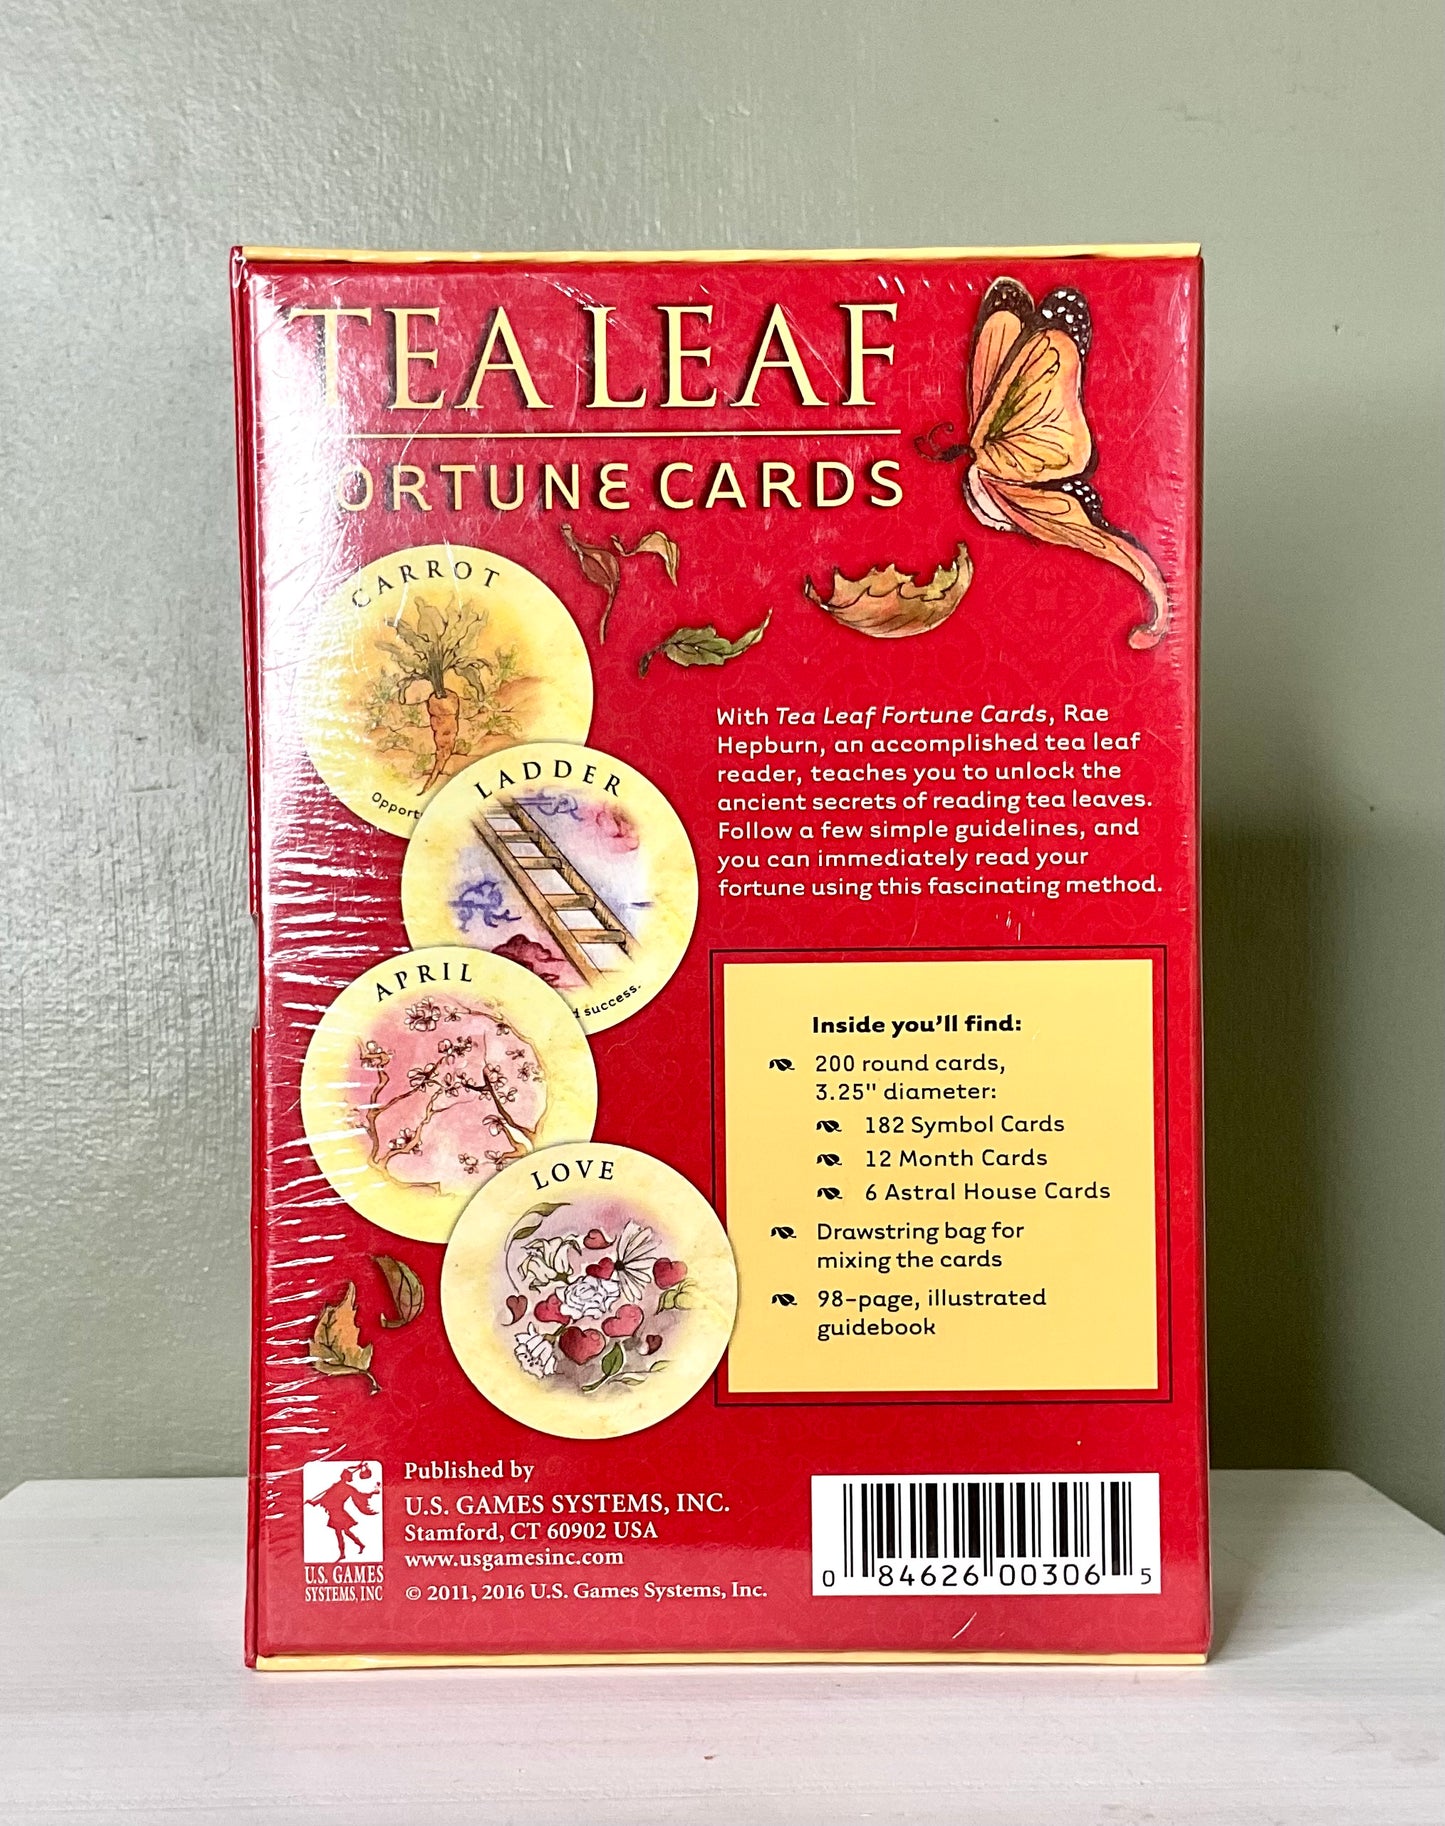 TEA LEAF
FORTUNE CARDS
CARROT
LADDER
success.
APRIL
LOVE
With Tea Leaf Fortune Cards, Rae
Hepburn, an accomplished tea leaf
reader, teaches you to unlock the
ancient secrets of reading tea leaves.
Follow a few simple guidelines, and
you can immediately read your
fortune using this fascinating method.
Inside you'll find:
200 round cards,
3.25" diameter:
182 Symbol Cards
12 Month Cards
6 Astral House Cards
Drawstring bag for
mixing the cards
98-page, illustrated
guidebook
U.S. GAMES
SYSTEMS, INC
Published by
U.S. GAMES SYSTEMS, INC.
Stamford, CT 60902 USA
www.usgamesinc.com
© 2011, 2016 U.S. Games Systems, Inc.
0 84626 00306 5